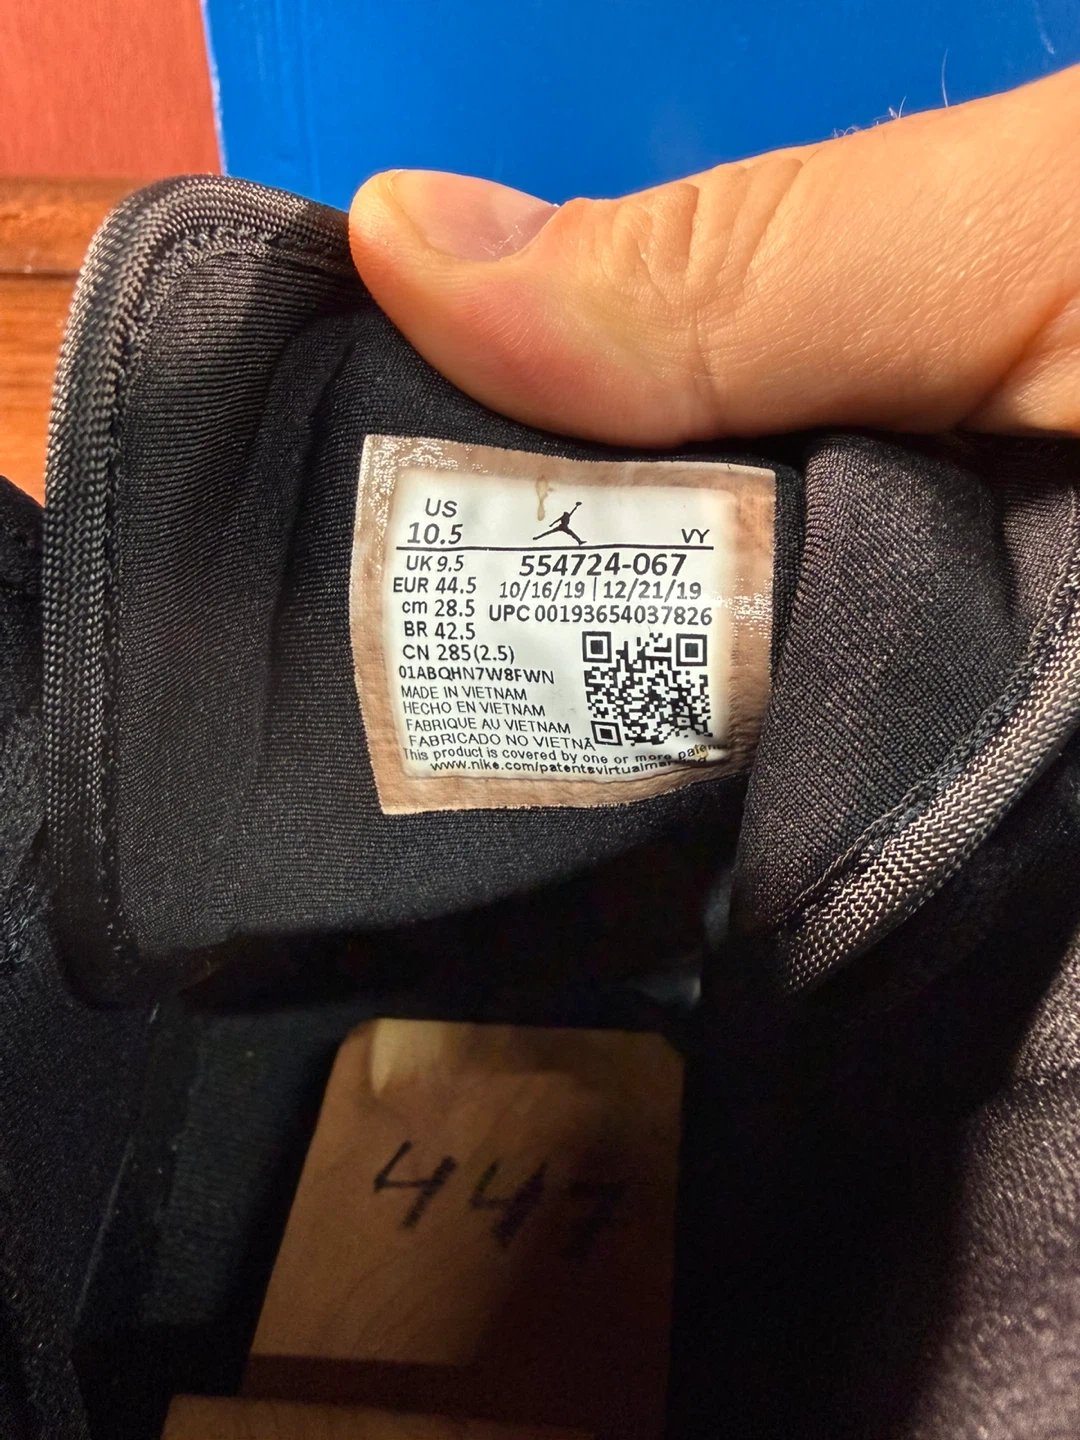 US
10.5
VY
UK 9.5
554724-067
EUR 44.5
10/16/19 | 12/21/19
cm 28.5
UPC 00193654037826
BR 42.5
CN 285(2.5)
01ABQHN7W8FWN
MADE IN VIETNAM
HECHO EN VIETNAM
FABRIQUE AU VIETNAM
FABRICADO NO VIETNÃ
This product is covered by one or more
www.nike.com/patents
447